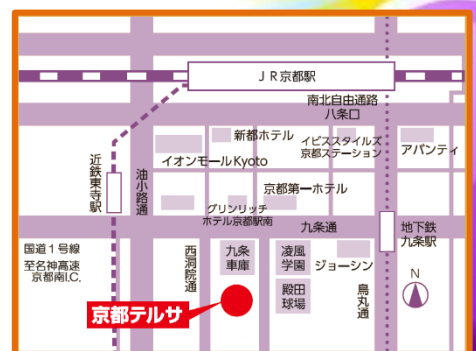 JR京都駅
南北自由通路
八条口
新都ホテル
イオンモールKyoto
イビススタイルズ
京都ステーション
アバンティ
近鉄東寺駅
油小路通
京都第一ホテル
グリンリッチ
ホテル京都駅南
九条通
地下鉄
九条駅
国道1号線
至名神高速
京都南I.C.
西洞院通
九条
車庫
凌風
学園
ジョーシン
烏丸通
N
殿田
球場
京都テルサ